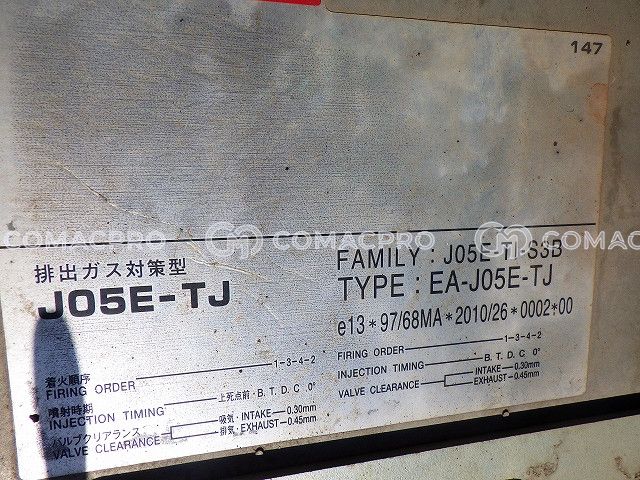 147
COMACPRO COMACPRO COMACPRO
排出ガス対策型
J05E-TJ
着火順序
FIRING ORDER 1-3-4-2
噴射時期
INJECTION TIMING 上死点前・B.T.D.C 0°
バルブクリアランス
VALVE CLEARANCE 吸気・INTAKE -0.30mm
排気・EXHAUST-0.45mm
FAMILY : J05E-TI-S3B
TYPE : EA-J05E-TJ
e13*97/68MA*2010/26*0002*00
FIRING ORDER 1-3-4-2
INJECTION TIMING B.T.D.C 0°
VALVE CLEARANCE INTAKE -0.30mm
EXHAUST-0.45mm